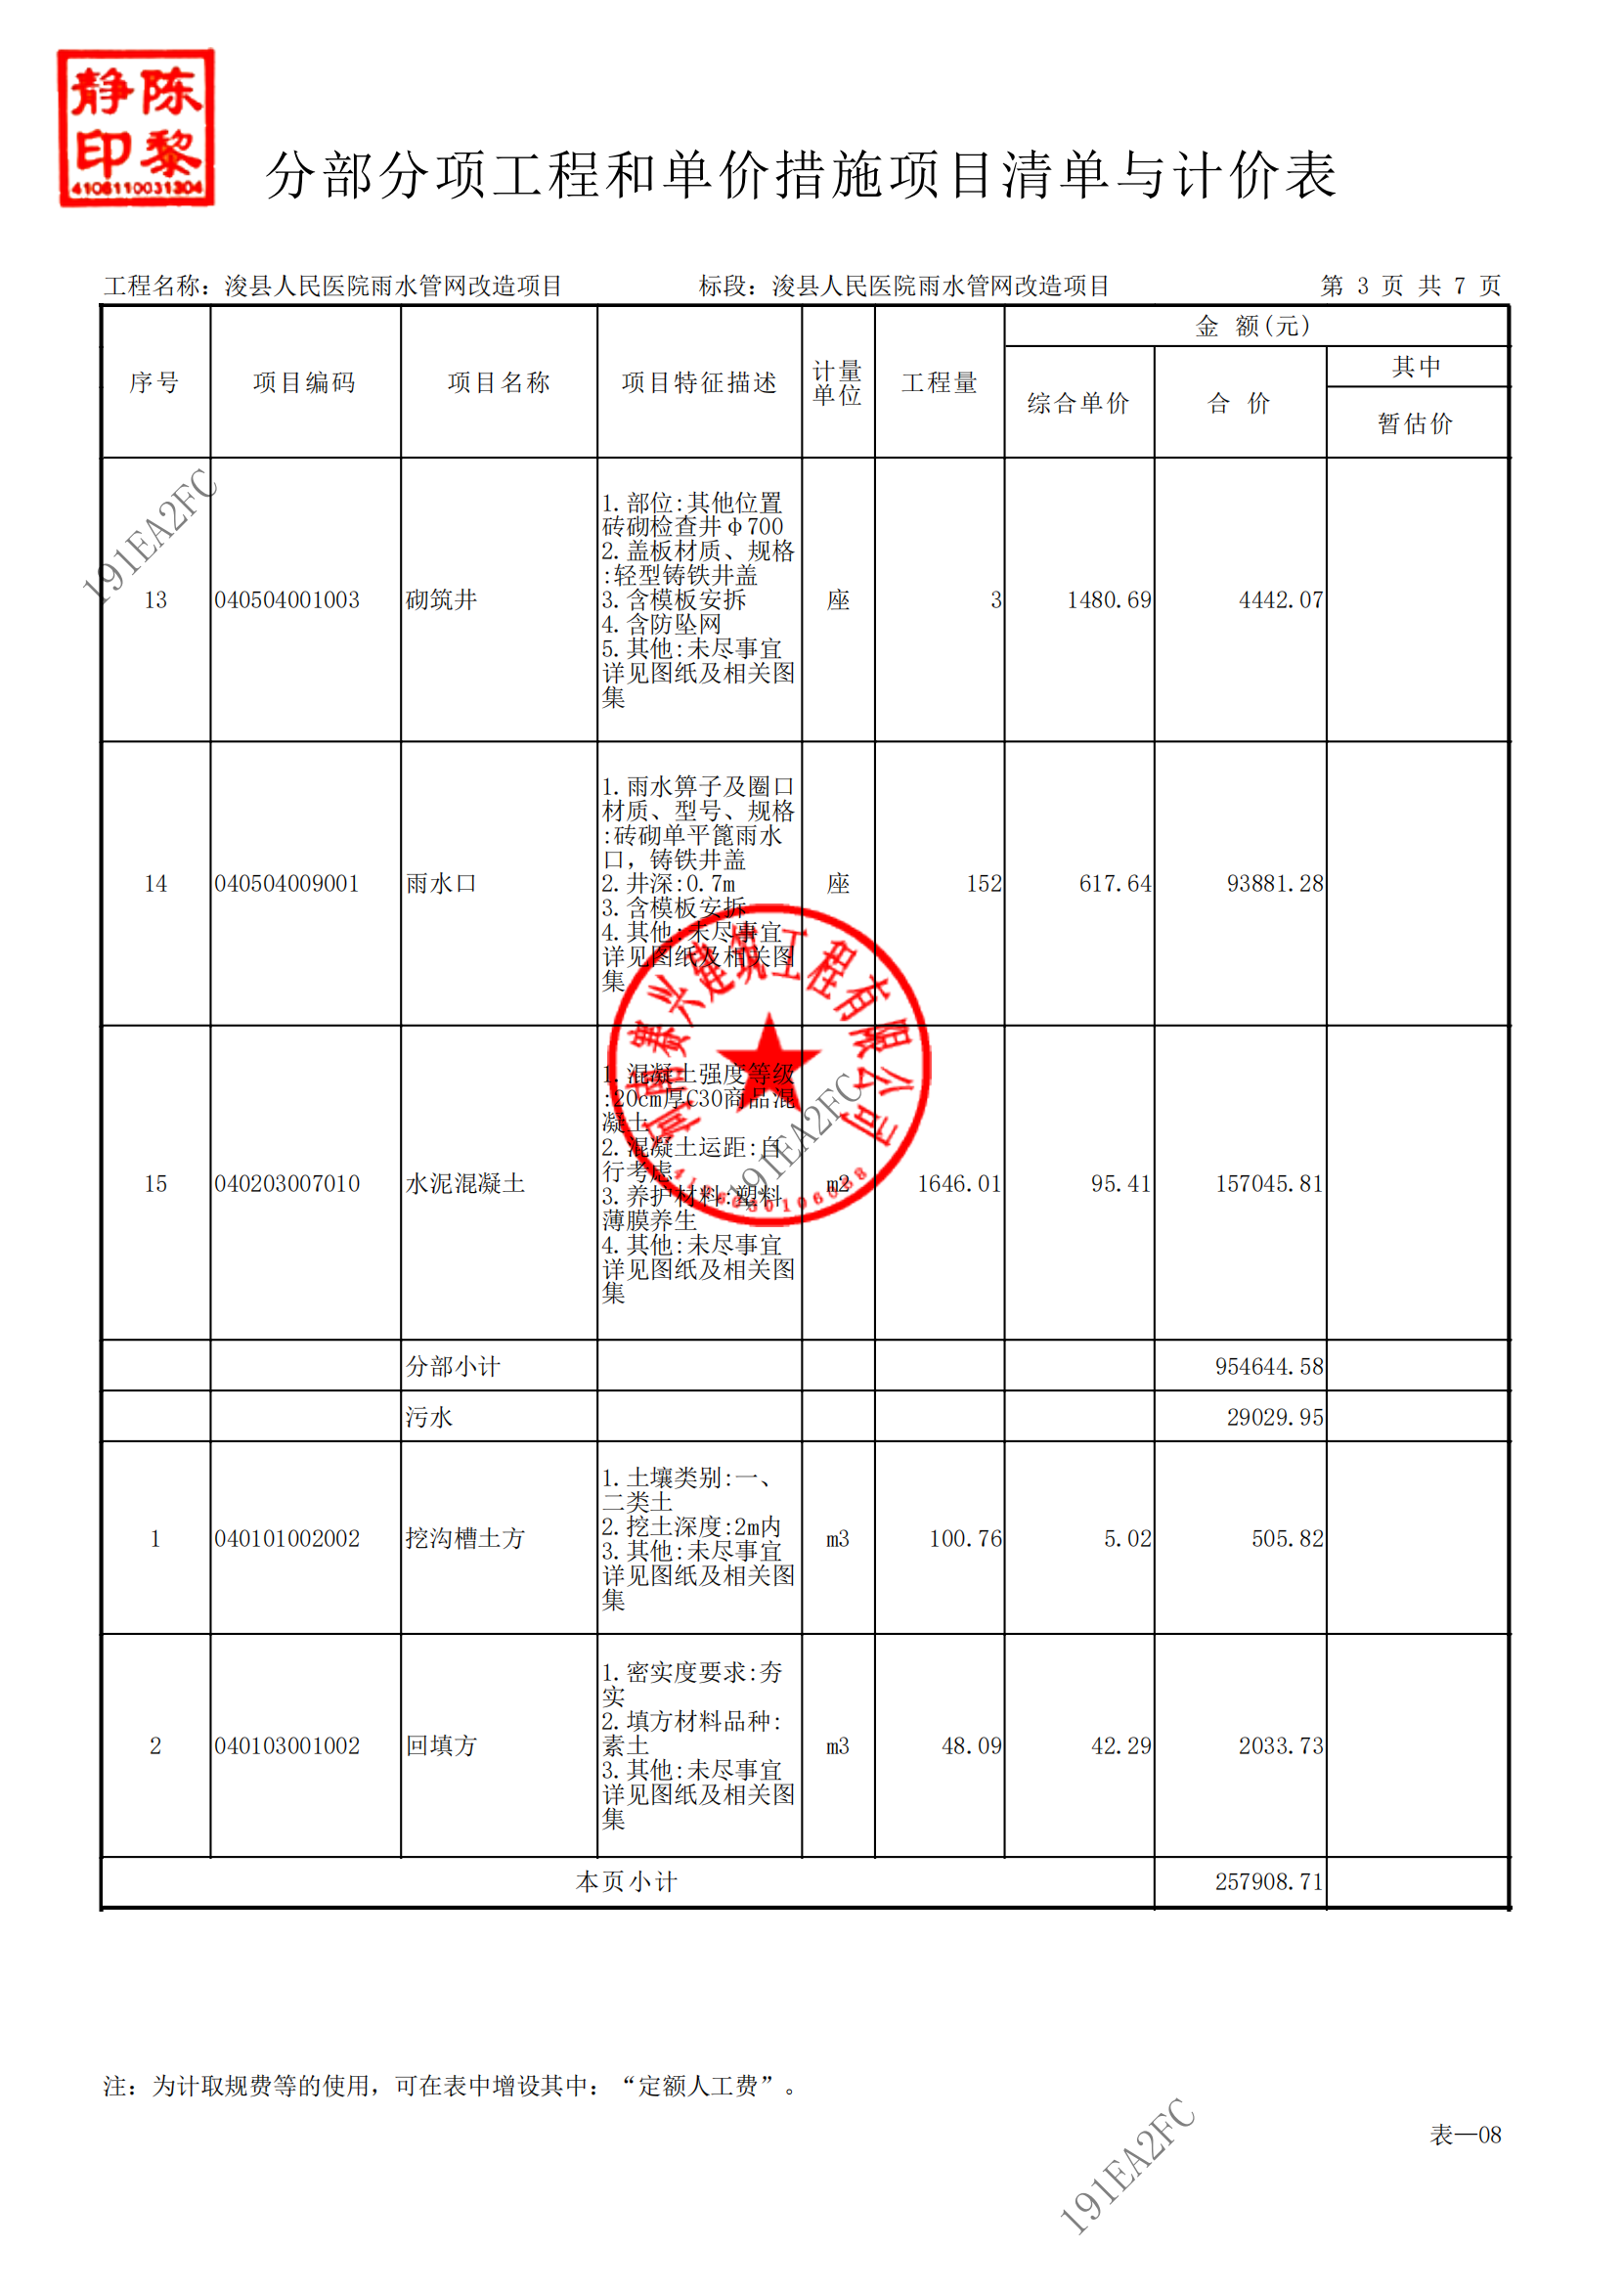 静陈
印黎
4106110031304
分部分项工程和单价措施项目清单与计价表
工程名称：浚县人民医院雨水管网改造项目 标段：浚县人民医院雨水管网改造项目 第 3 页 共 7 页
序号 项目编码 项目名称 项目特征描述 计量单位 工程量 金 额(元)
综合单价 合 价 其中
暂估价
191EA2FC
13 040504001003 砌筑井
1.部位:其他位置
砖砌检查井φ700
2.盖板材质、规格
:轻型铸铁井盖
3.含模板安拆
4.含防坠网
5.其他:未尽事宜
详见图纸及相关图
集
座 3 1480.69 4442.07
14 040504009001 雨水口
1.雨水箅子及圈口
材质、型号、规格
:砖砌单平篦雨水
口，铸铁井盖
2.井深:0.7m
3.含模板安拆
4.其他:未尽事宜
详见图纸及相关图
集
座 152 617.64 93881.28
15 040203007010 水泥混凝土
1.混凝土强度等级
:20cm厚C30商品混
凝土
2.混凝土运距:自
行考虑
3.养护材料:塑料
薄膜养生
4.其他:未尽事宜
详见图纸及相关图
集
m2 1646.01 95.41 157045.81
河南赛兴建筑工程有限公司
191EA2FC
分部小计 954644.58
污水 29029.95
1 040101002002 挖沟槽土方
1.土壤类别:一、
二类土
2.挖土深度:2m内
3.其他:未尽事宜
详见图纸及相关图
集
m3 100.76 5.02 505.82
2 040103001002 回填方
1.密实度要求:夯
实
2.填方材料品种:
素土
3.其他:未尽事宜
详见图纸及相关图
集
m3 48.09 42.29 2033.73
本页小计 257908.71
注：为计取规费等的使用，可在表中增设其中：“定额人工费”。
表—08
191EA2FC